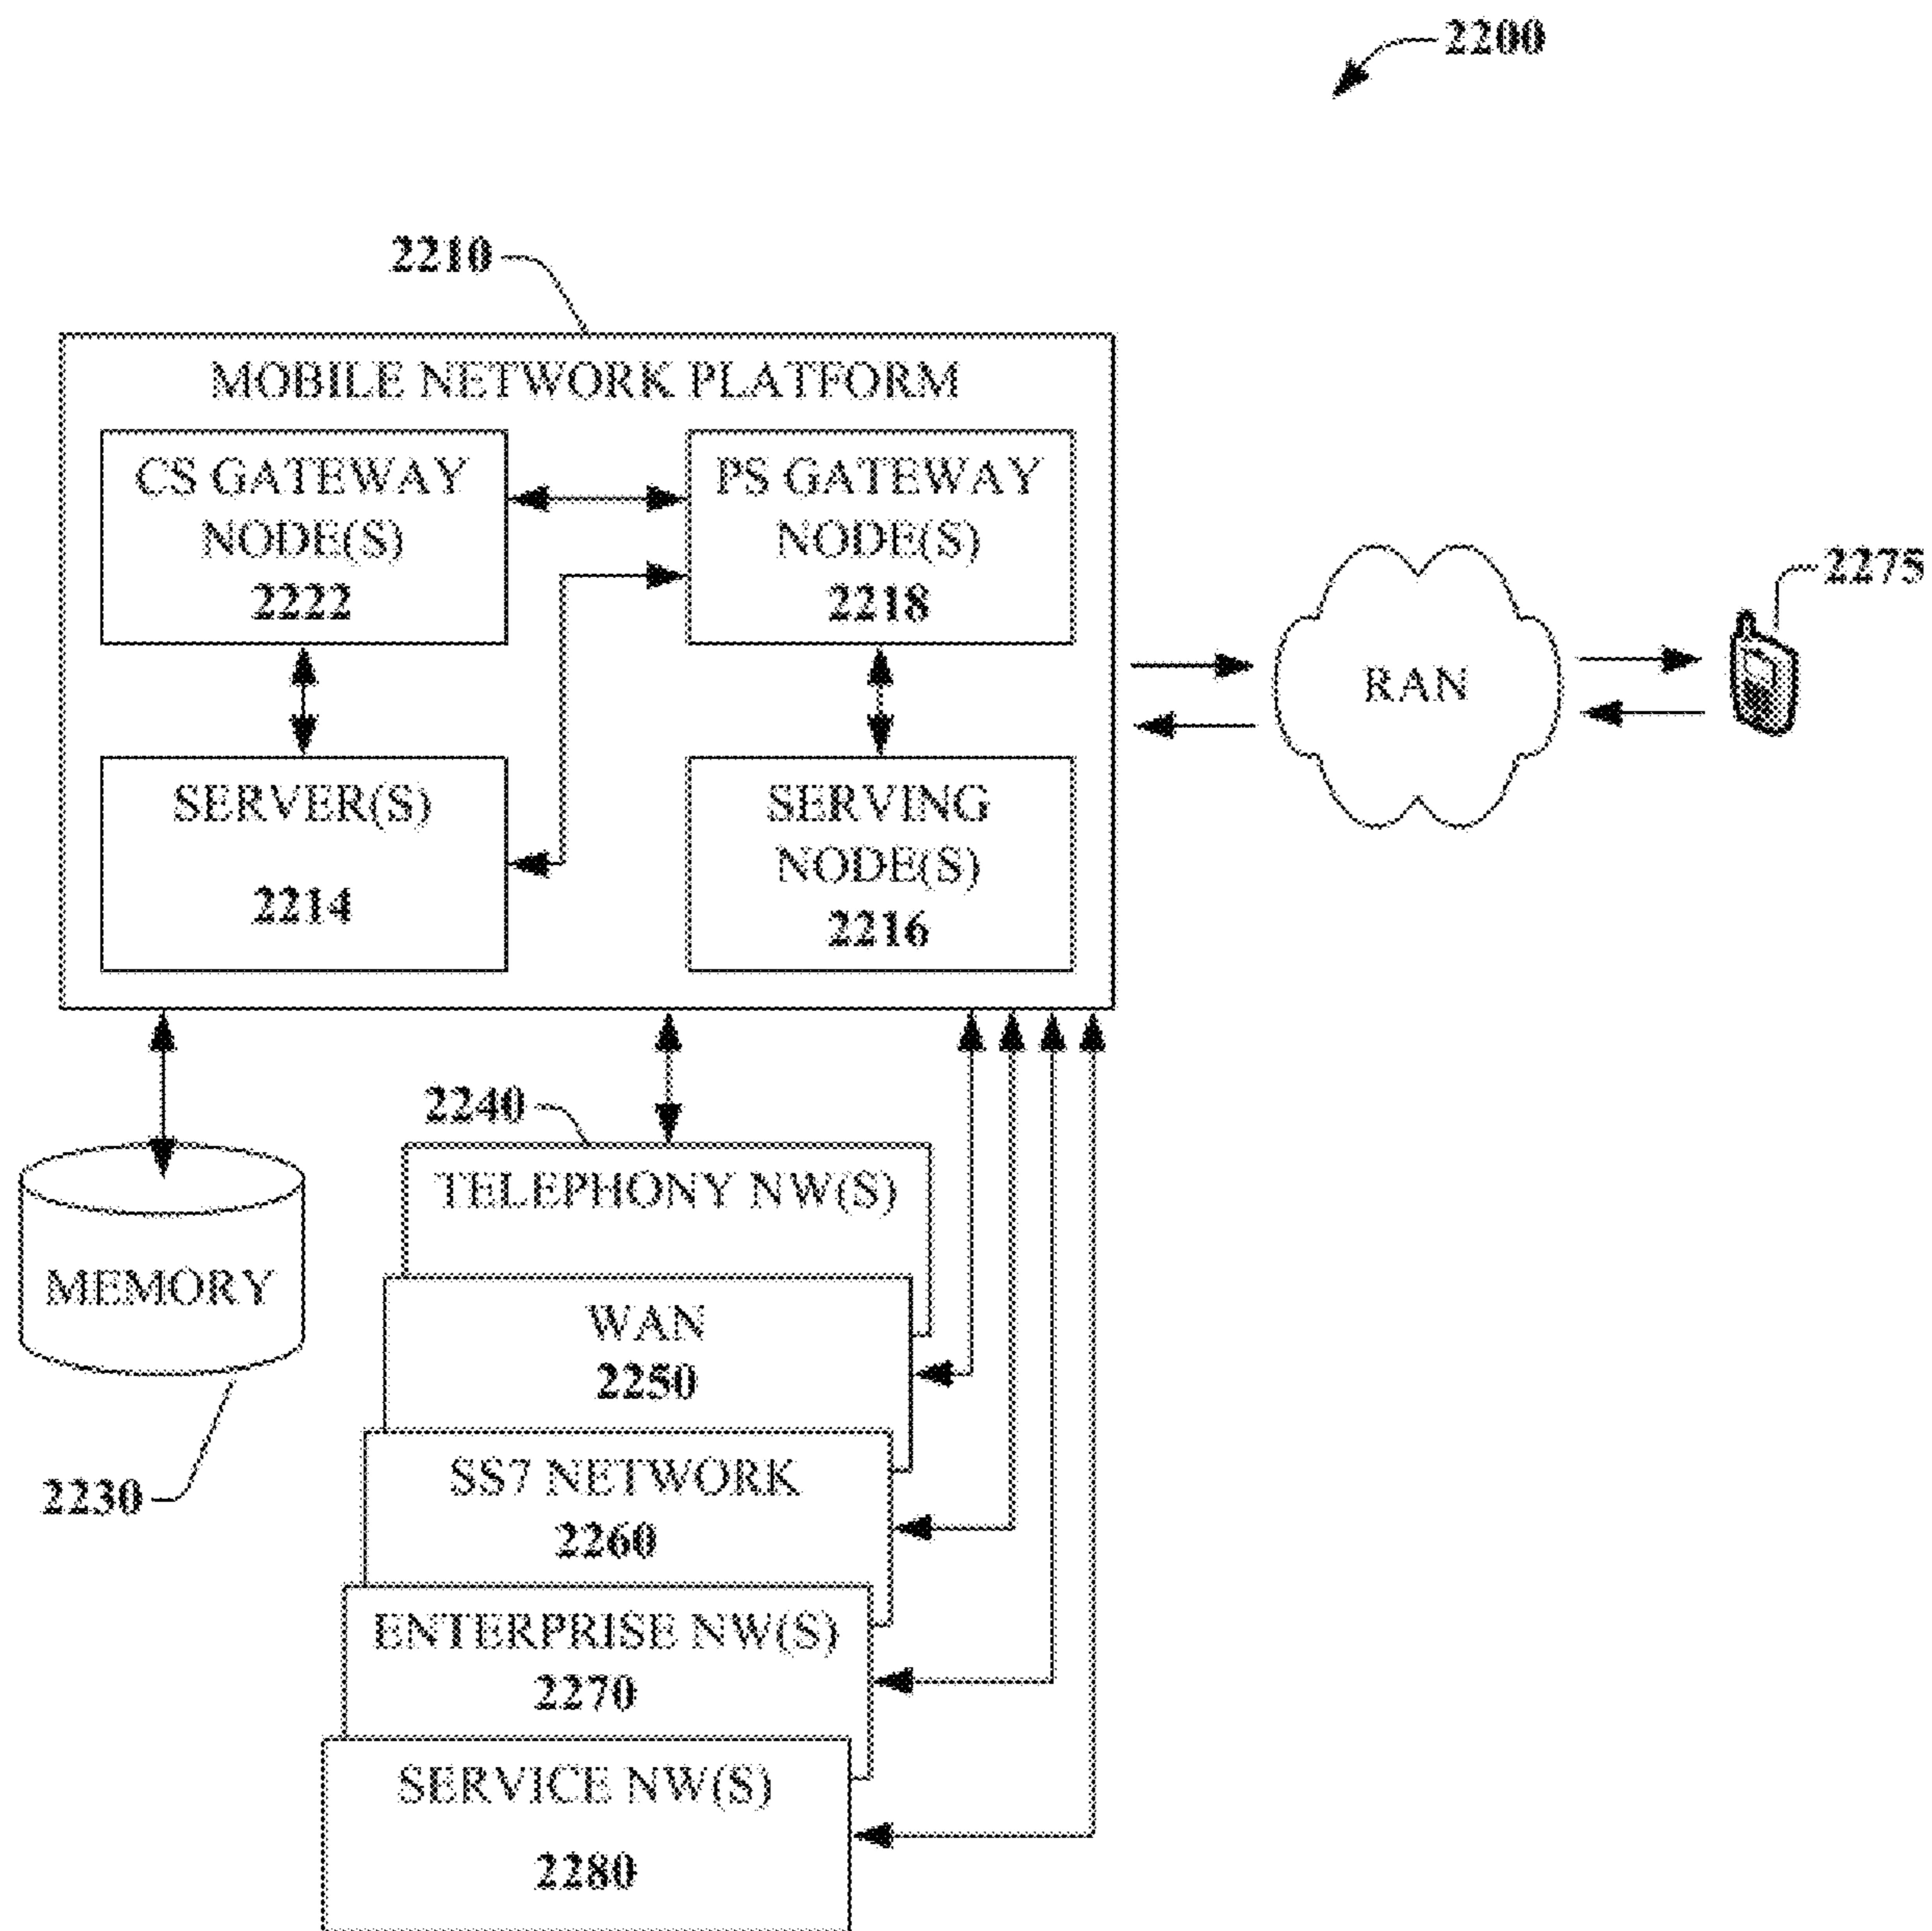 2200
2210
MOBILE NETWORK PLATFORM
CS GATEWAY
NODE(S)
2222
PS GATEWAY
NODE(S)
2218
SERVER(S)
2214
SERVING
NODE(S)
2216
RAN
2275
2240
TELEPHONY NW(S)
MEMORY
2230
WAN
2250
SS7 NETWORK
2260
ENTERPRISE NW(S)
2270
SERVICE NW(S)
2280